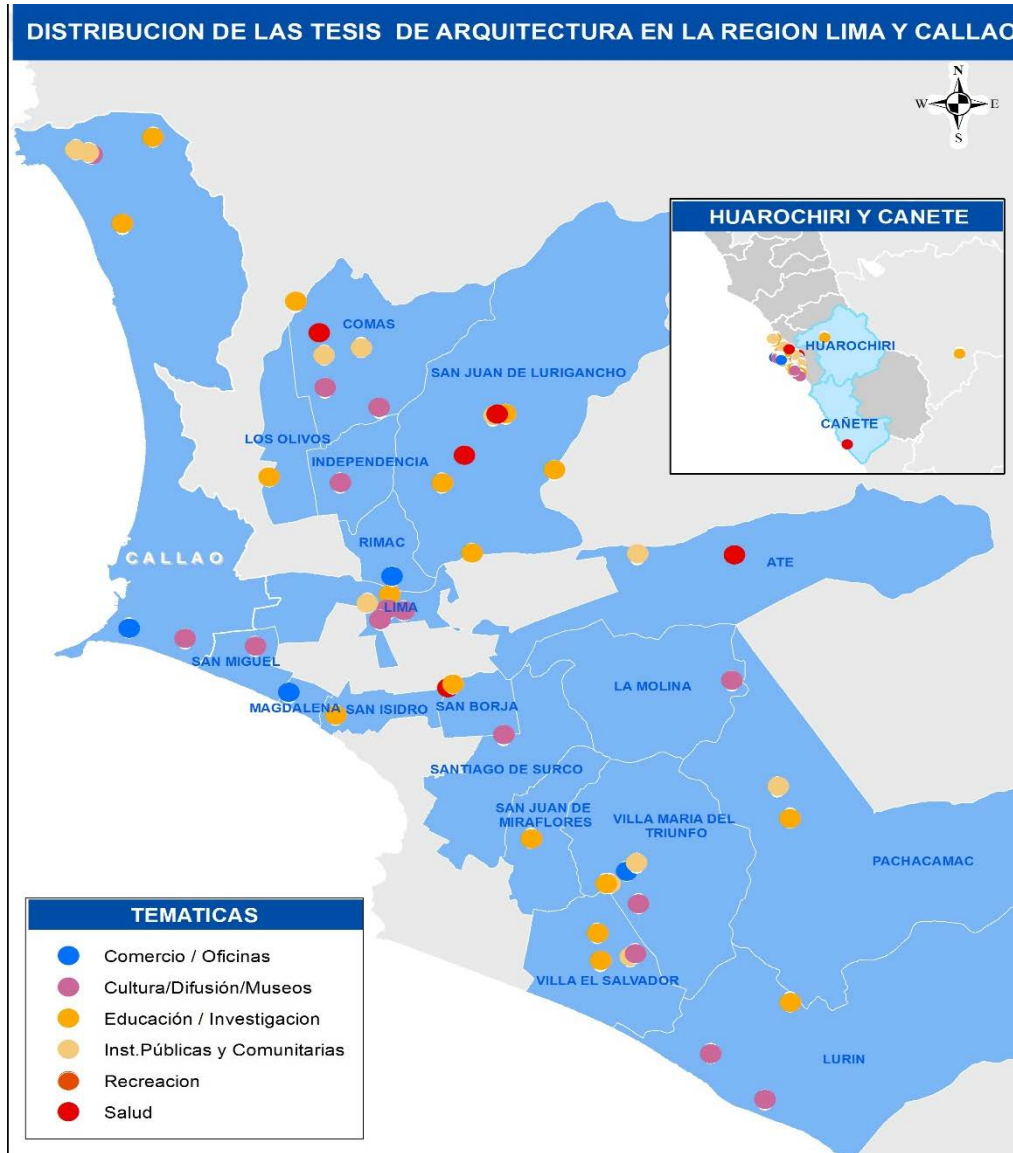 DISTRIBUCION DE LAS TESIS DE ARQUITECTURA EN LA REGION LIMA Y CALLAO
N
W
E
S
HUAROCHIRI Y CANETE
HUAROCHIRI
CAÑETE
COMAS
SAN JUAN DE LURIGANCHO
LOS OLIVOS
INDEPENDENCIA
RIMAC
CALLAO
ATE
LIMA
SAN MIGUEL
LA MOLINA
MAGDALENA
SAN ISIDRO
SAN BORJA
SANTIAGO DE SURCO
SAN JUAN DE
MIRAFLORES
VILLA MARIA DEL
TRIUNFO
PACHACAMAC
VILLA EL SALVADOR
LURIN
TEMATICAS
Comercio / Oficinas
Cultura/Difusión/Museos
Educación / Investigacion
Inst.Públicas y Comunitarias
Recreacion
Salud